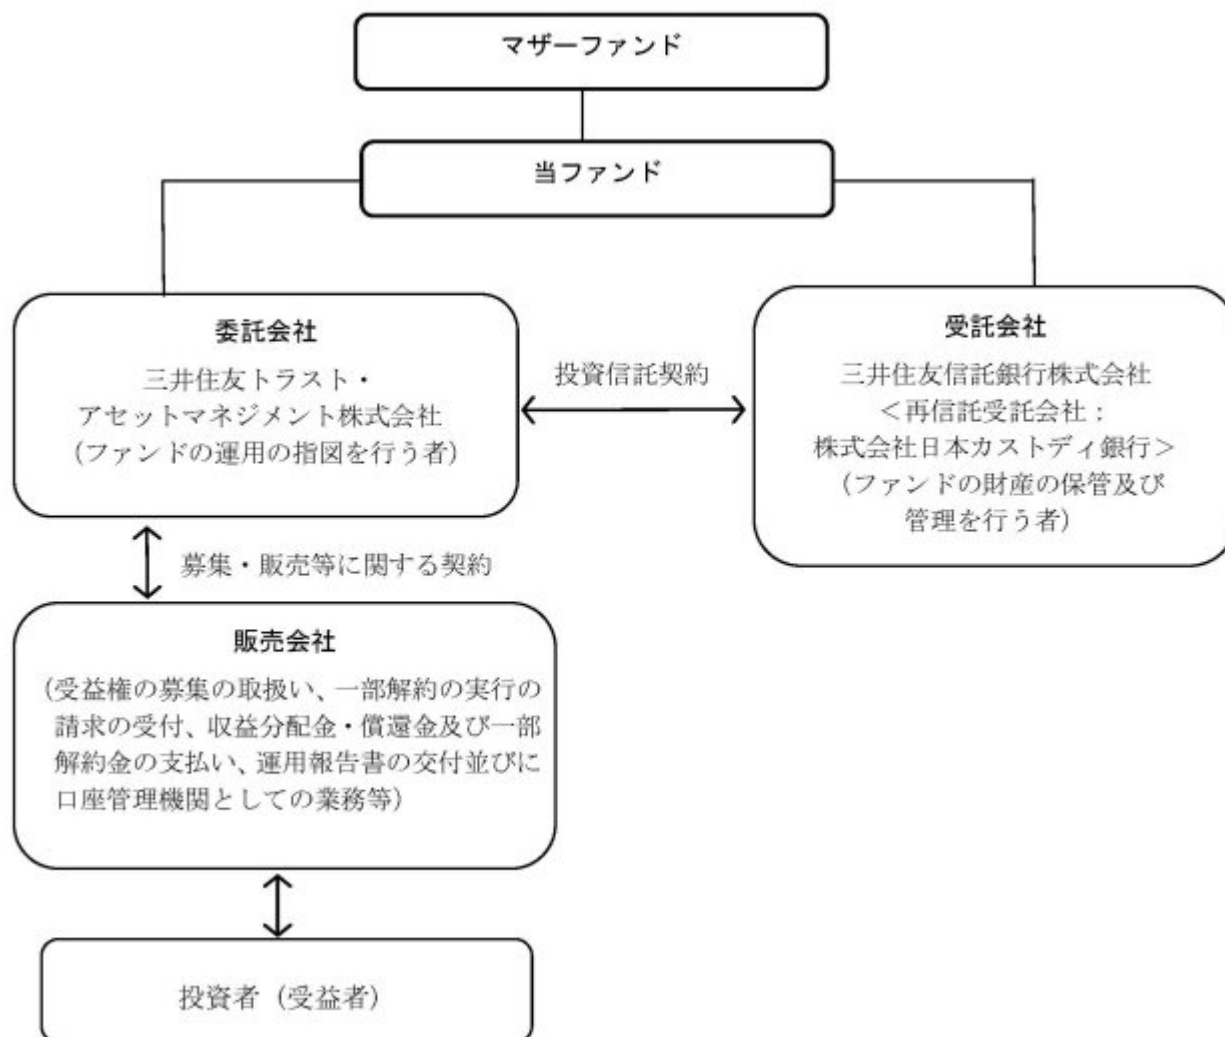 マザーファンド
当ファンド
委託会社
三井住友トラスト・
アセットマネジメント株式会社
(ファンドの運用の指図を行う者)
投資信託契約
受託会社
三井住友信託銀行株式会社
<再信託受託会社:
株式会社日本カストディ銀行>
(ファンドの財産の保管及び
管理を行う者)
募集・販売等に関する契約
販売会社
(受益権の募集の取扱い、一部解約の実行の
請求の受付、収益分配金・償還金及び一部
解約金の支払い、運用報告書の交付並びに
口座管理機関としての業務等)
投資者(受益者)